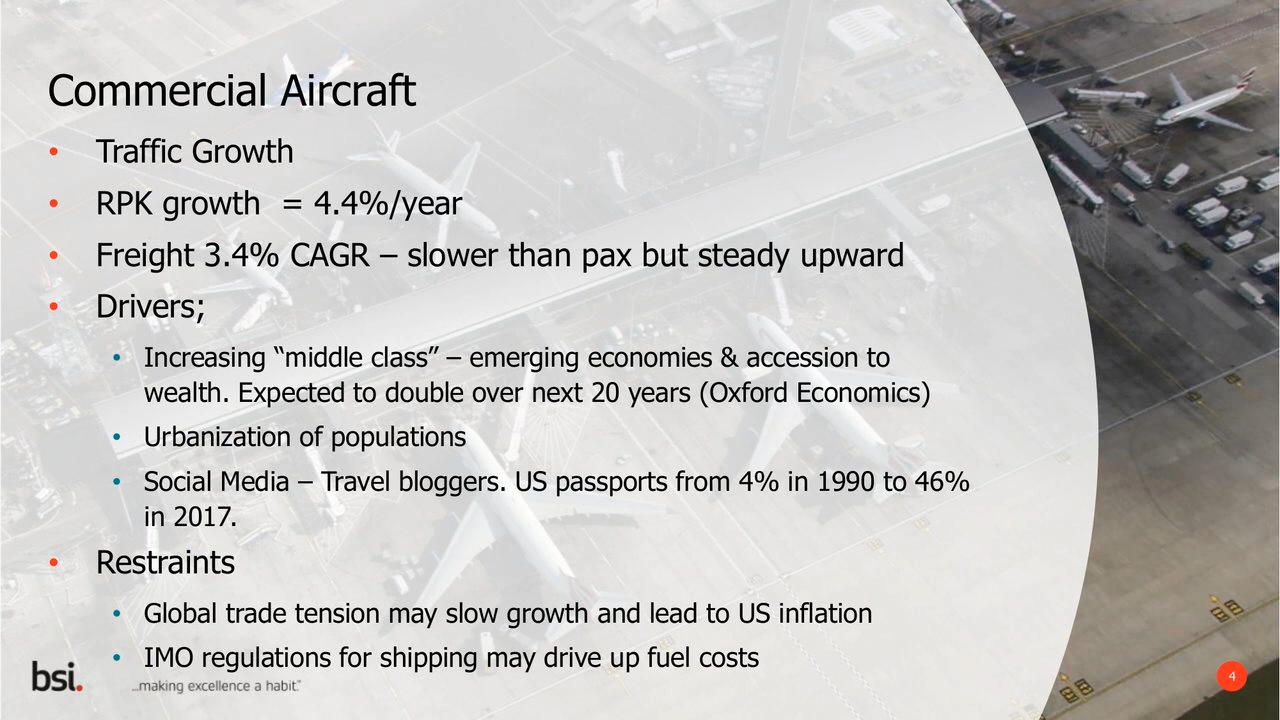 Commercial Aircraft
• Traffic Growth
• RPK growth  = 4.4%/year
• Freight 3.4% CAGR – slower than pax but steady upward
• Drivers;
• Increasing “middle class” – emerging economies & accession to
wealth. Expected to double over next 20 years (Oxford Economics)
• Urbanization of populations
• Social Media – Travel bloggers. US passports from 4% in 1990 to 46%
in 2017.
• Restraints
• Global trade tension may slow growth and lead to US inflation
• IMO regulations for shipping may drive up fuel costs
bsi.
...making excellence a habit.™
4